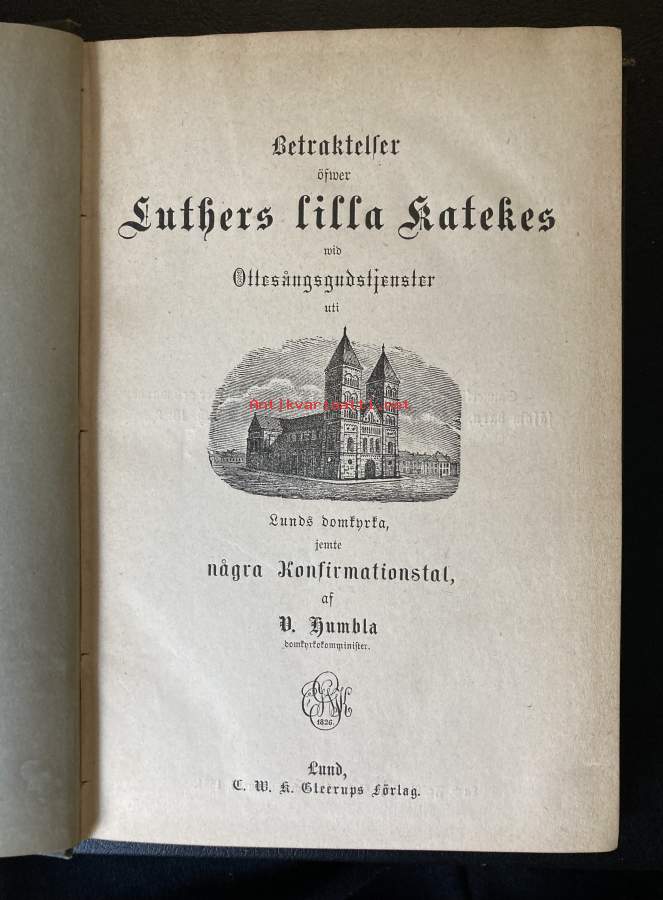 Betraktelser
öfwer
Luthers lilla Katekes
wid
Ottesångsgudstjenster
uti
Antikvariaatti.net
Lunds domkyrka,
jemte
några Konfirmationstal,
af
V. Humbla
domkyrkokomminister.
1826.
Lund,
C. W. K. Gleerups Förlag.